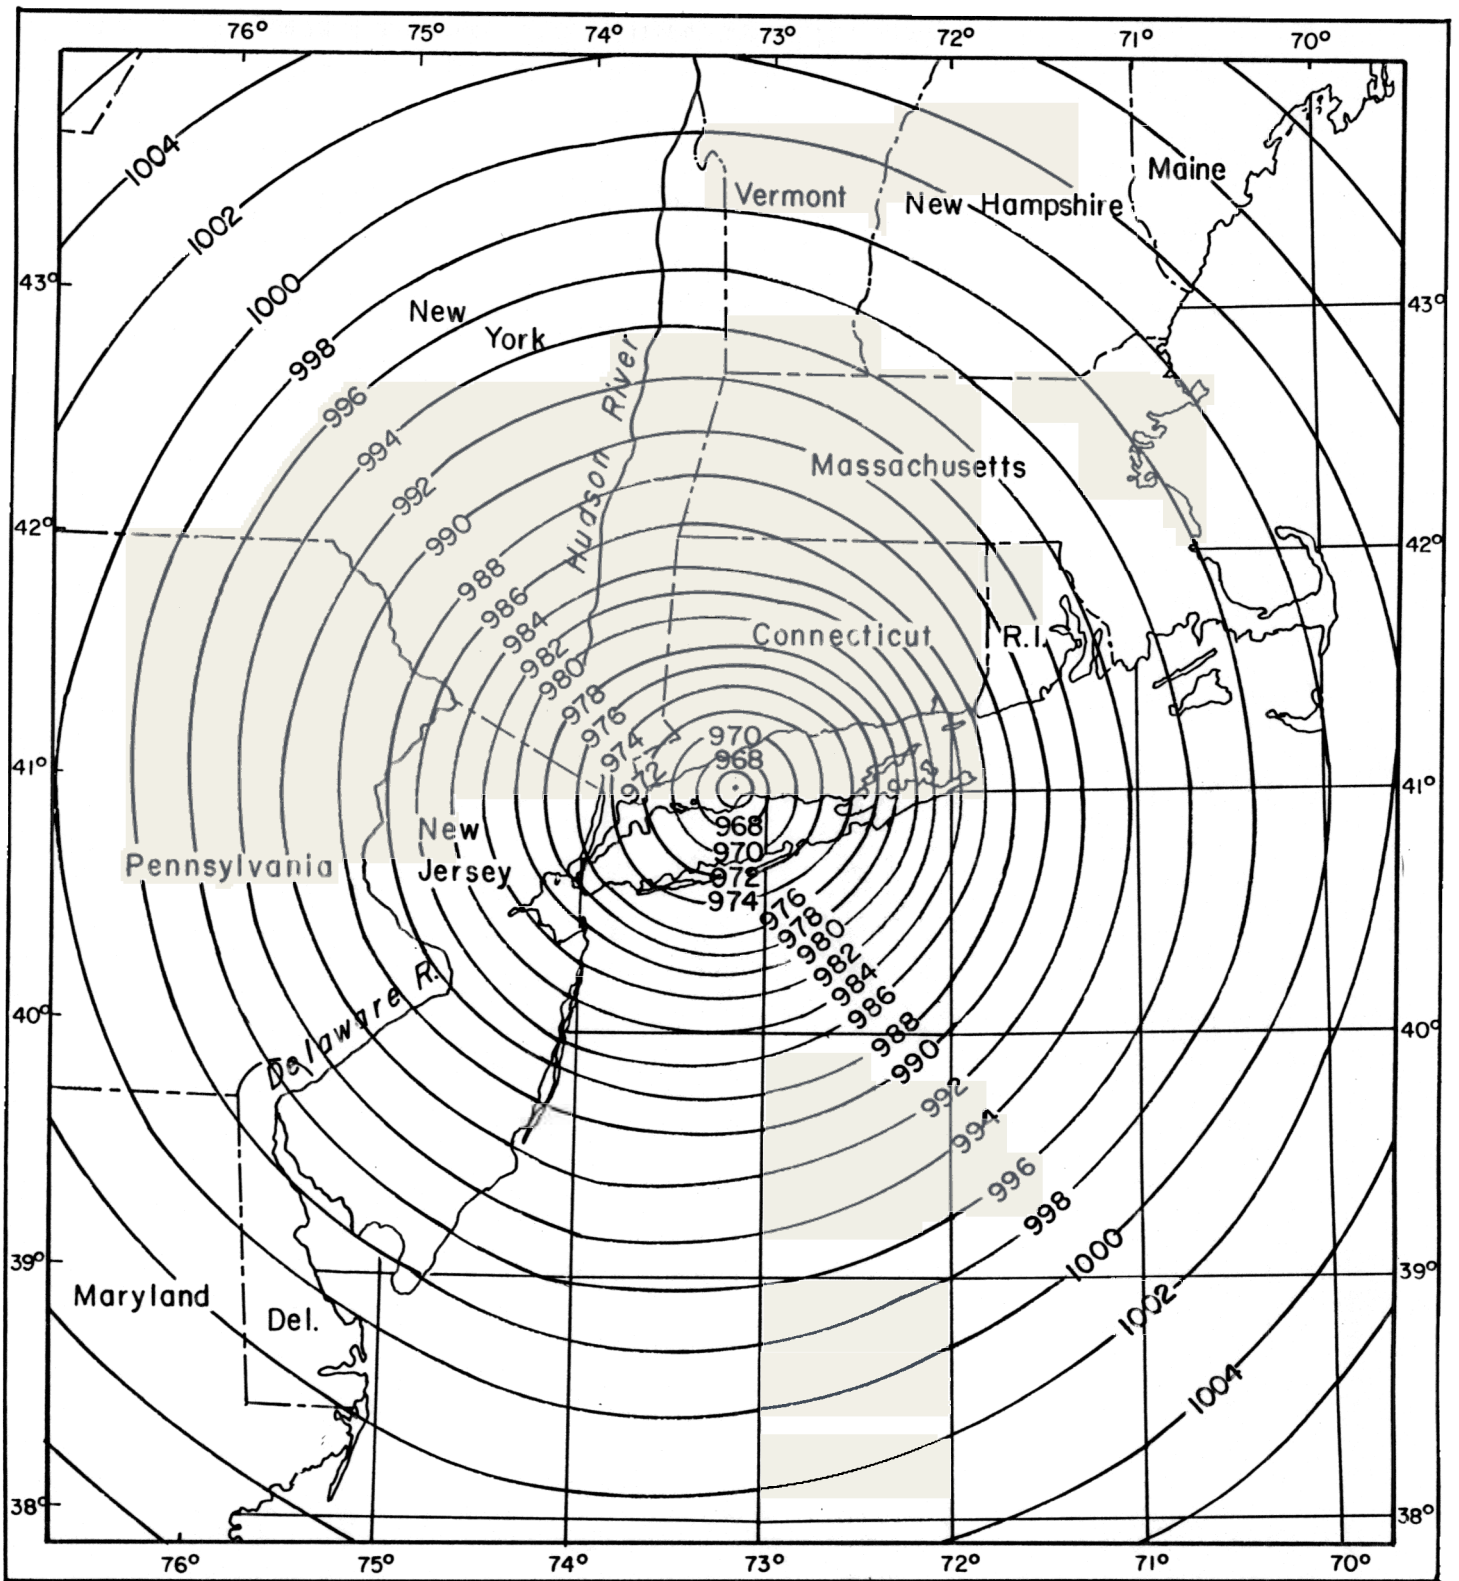 76° 75° 74° 73° 72° 71° 70°
1004
Maine
Vermont
New Hampshire
1002
43°
1000
New
York
43°
998
996
River
994
Massachusetts
992
Hudson
42°
990
42°
988
986
984
Connecticut
R.I.
982
980
978
976
974
970
968
972
41°
41°
968
New
970
Pennsylvania
Jersey
972
974
976
978
980
982
Delaware R.
984
986
40°
988
40°
990
992
994
996
998
1000
39°
39°
Maryland
1002
Del.
1004
38°
38°
76° 75° 74° 73° 72° 71° 70°